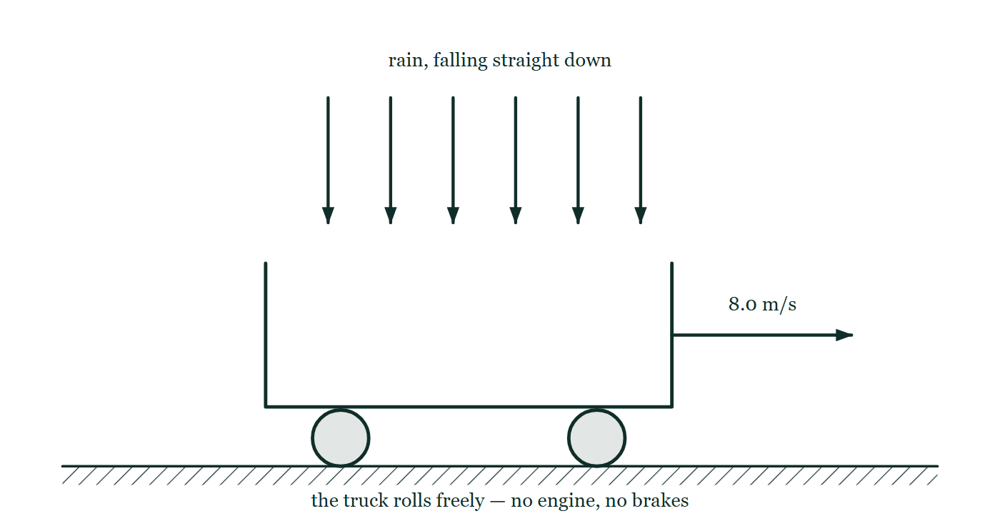 rain, falling straight down
8.0 m/s
the truck rolls freely — no engine, no brakes